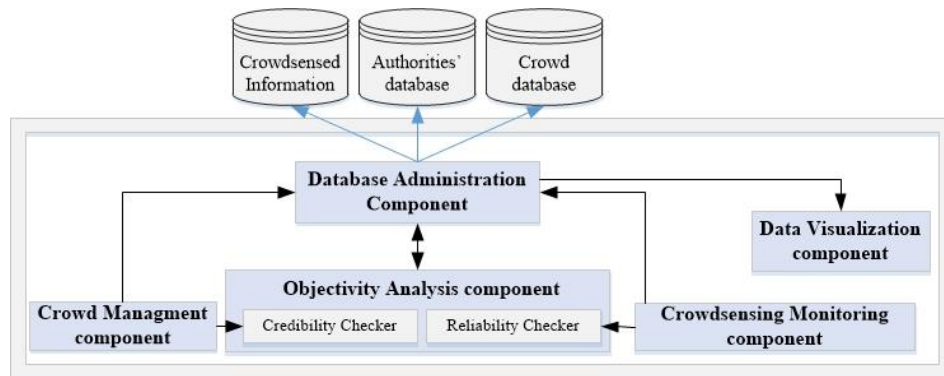 Crowdsensed
Information
Authorities'
database
Crowd
database
Database Administration
Component
Data Visualization
component
Objectivity Analysis component
Credibility Checker
Reliability Checker
Crowd Managment
component
Crowdsensing Monitoring
component